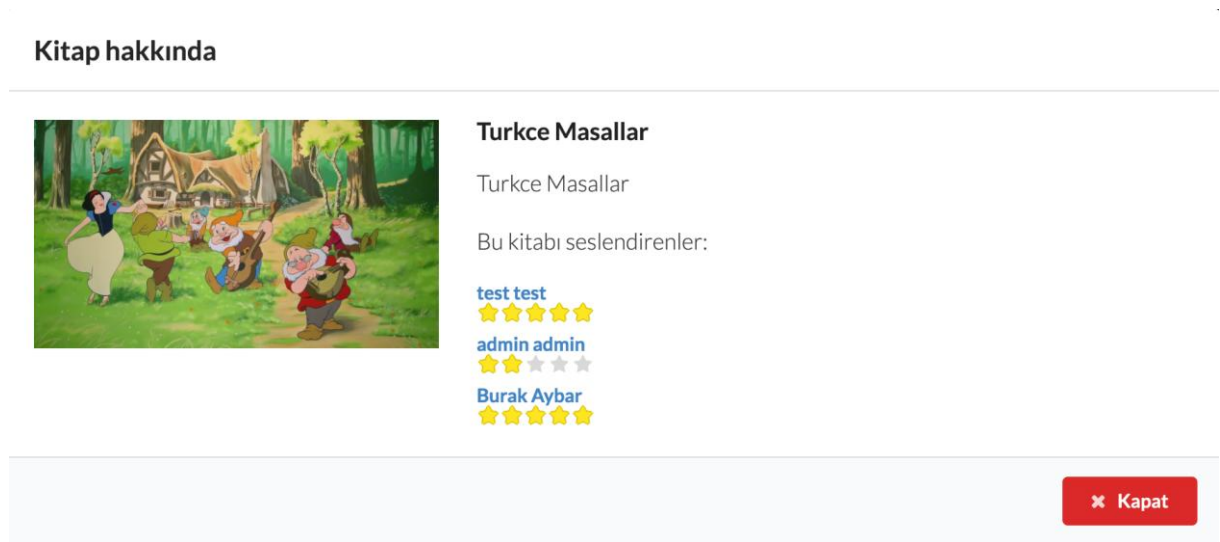 Kitap hakkında
Turkce Masallar
Turkce Masallar
Bu kitabı seslendirenler:
test test
admin admin
Burak Aybar
Kapat